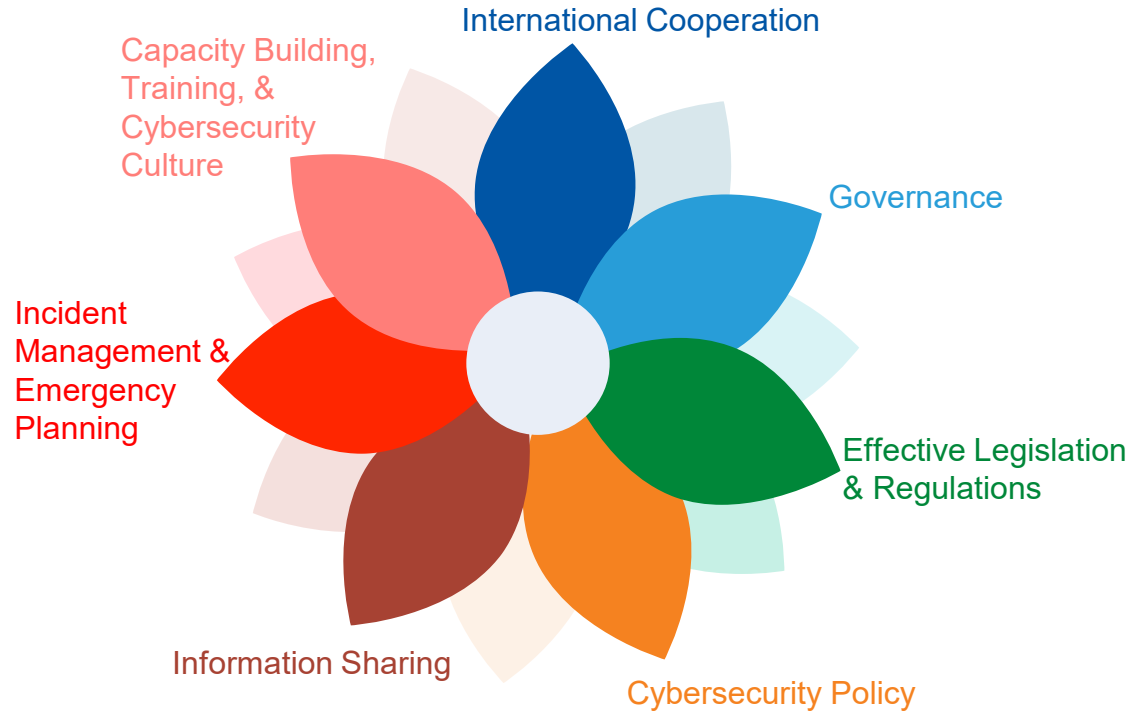 International Cooperation
Capacity Building,
Training, &
Cybersecurity
Culture
Governance
Incident
Management &
Emergency
Planning
Effective Legislation
& Regulations
Information Sharing
Cybersecurity Policy